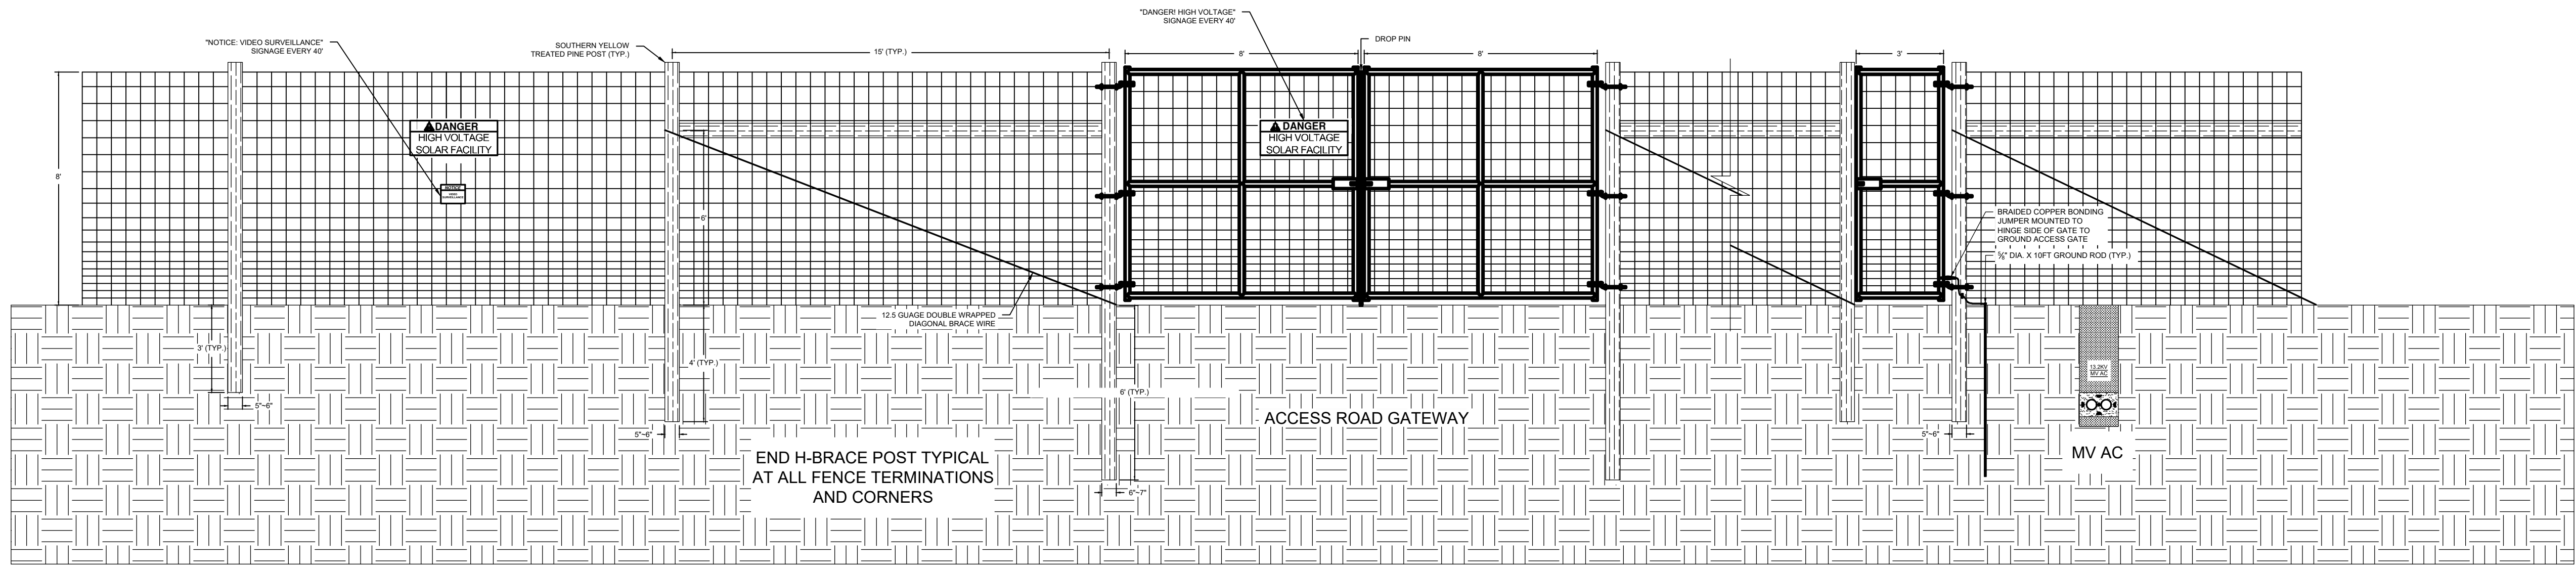 "DANGER! HIGH VOLTAGE"
SIGNAGE EVERY 40'
"NOTICE: VIDEO SURVEILLANCE"
SIGNAGE EVERY 40'
SOUTHERN YELLOW
TREATED PINE POST (TYP.)
15' (TYP.)
8'
DROP PIN
8'
3'
DANGER
HIGH VOLTAGE
SOLAR FACILITY
DANGER
HIGH VOLTAGE
SOLAR FACILITY
8'
NOTICE
VIDEO
SURVEILLANCE
6'
BRAIDED COPPER BONDING
JUMPER MOUNTED TO
HINGE SIDE OF GATE TO
GROUND ACCESS GATE
⅝" DIA. X 10FT GROUND ROD (TYP.)
12.5 GUAGE DOUBLE WRAPPED
DIAGONAL BRACE WIRE
3' (TYP.)
4' (TYP.)
13.2KV
MV AC
6' (TYP.)
5"~6"
ACCESS ROAD GATEWAY
5"~6"
5"~6"
END H-BRACE POST TYPICAL
AT ALL FENCE TERMINATIONS
AND CORNERS
MV AC
6"~7"